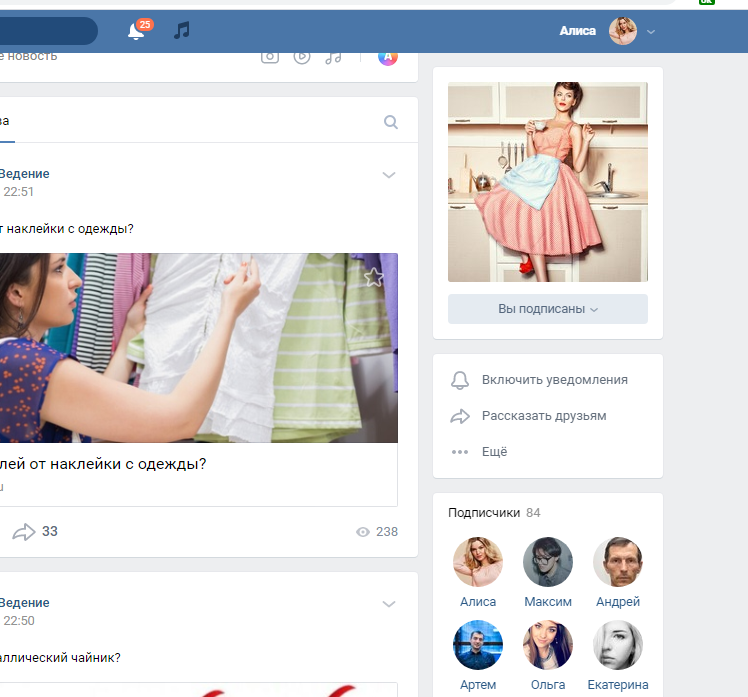 ok
25
Алиса
е новость
ва
Ведение
22:51
т наклейки с одежды?
Вы подписаны
Включить уведомления
Рассказать друзьям
Ещё
лей от наклейки с одежды?
u
33
238
Подписчики 84
Алиса Максим Андрей
Ведение
22:50
аллический чайник?
Артем Ольга Екатерина